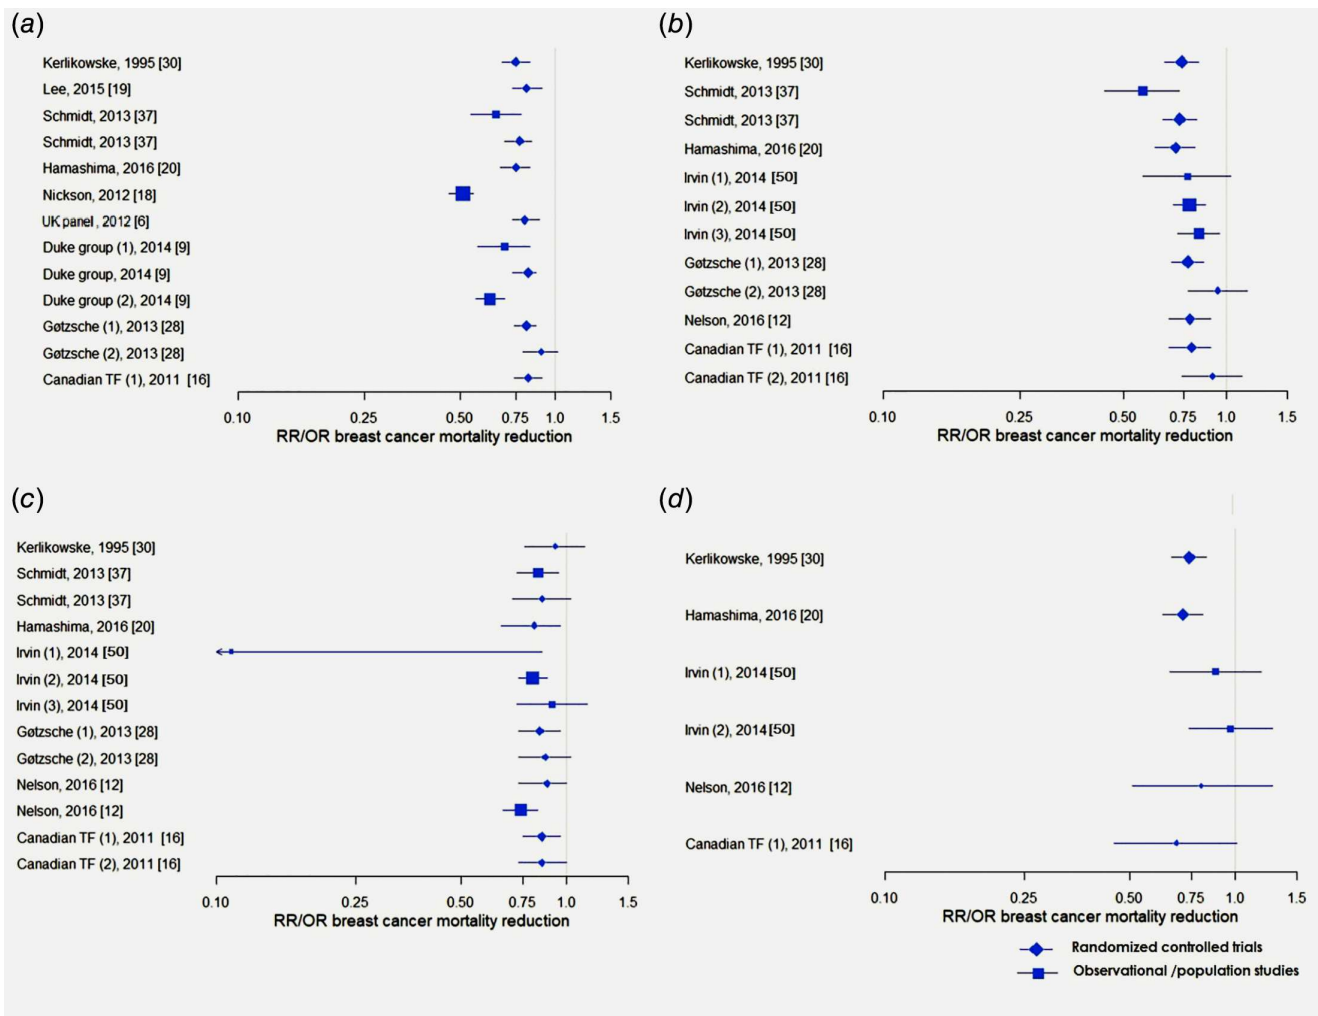 (a)
Kerlikowske, 1995 [30]
Lee, 2015 [19]
Schmidt, 2013 [37]
Schmidt, 2013 [37]
Hamashima, 2016 [20]
Nickson, 2012 [18]
UK panel, 2012 [6]
Duke group (1), 2014 [9]
Duke group, 2014 [9]
Duke group (2), 2014 [9]
Gøtzsche (1), 2013 [28]
Gøtzsche (2), 2013 [28]
Canadian TF (1), 2011 [16]
0.10 0.25 0.50 0.75 1.0 1.5
RR/OR breast cancer mortality reduction
(b)
Kerlikowske, 1995 [30]
Schmidt, 2013 [37]
Schmidt, 2013 [37]
Hamashima, 2016 [20]
Irvin (1), 2014 [50]
Irvin (2), 2014 [50]
Irvin (3), 2014 [50]
Gøtzsche (1), 2013 [28]
Gøtzsche (2), 2013 [28]
Nelson, 2016 [12]
Canadian TF (1), 2011 [16]
Canadian TF (2), 2011 [16]
0.10 0.25 0.50 0.75 1.0 1.5
RR/OR breast cancer mortality reduction
(c)
Kerlikowske, 1995 [30]
Schmidt, 2013 [37]
Schmidt, 2013 [37]
Hamashima, 2016 [20]
Irvin (1), 2014 [50]
Irvin (2), 2014 [50]
Irvin (3), 2014 [50]
Gøtzsche (1), 2013 [28]
Gøtzsche (2), 2013 [28]
Nelson, 2016 [12]
Nelson, 2016 [12]
Canadian TF (1), 2011 [16]
Canadian TF (2), 2011 [16]
0.10 0.25 0.50 0.75 1.0 1.5
RR/OR breast cancer mortality reduction
(d)
Kerlikowske, 1995 [30]
Hamashima, 2016 [20]
Irvin (1), 2014 [50]
Irvin (2), 2014 [50]
Nelson, 2016 [12]
Canadian TF (1), 2011 [16]
0.10 0.25 0.50 0.75 1.0 1.5
RR/OR breast cancer mortality reduction
Randomized controlled trials
Observational /population studies